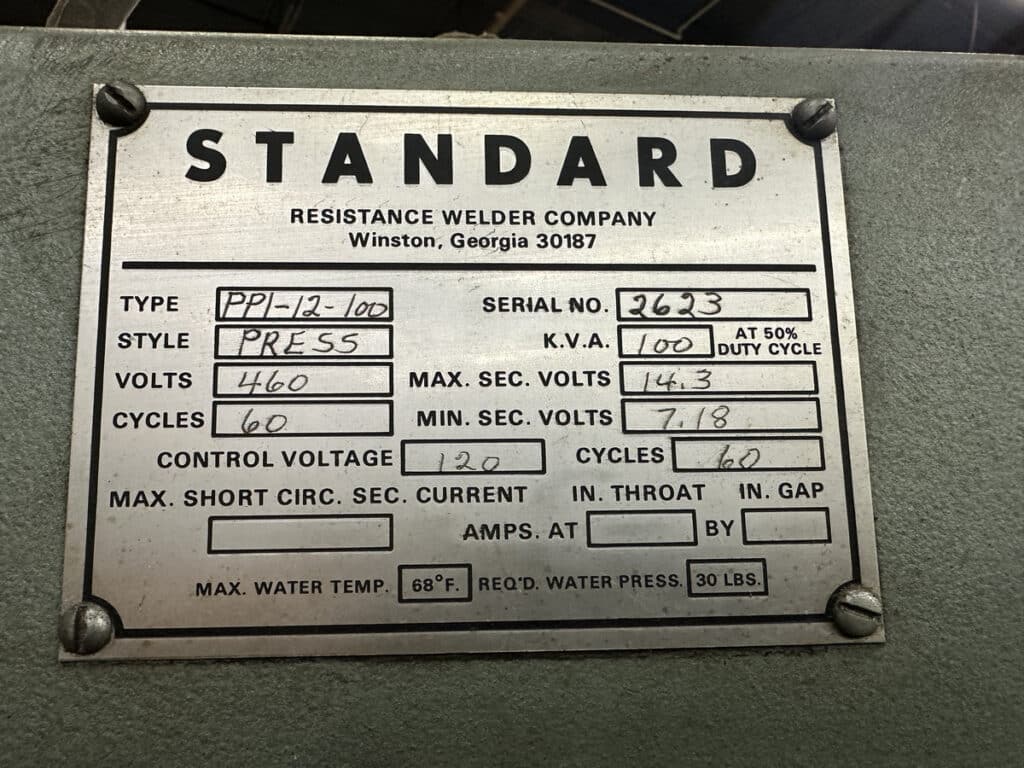 STANDARD
RESISTANCE WELDER COMPANY
Winston, Georgia 30187
TYPE PP1-12-100 SERIAL NO. 2623
STYLE PRESS K.V.A. 100 AT 50% DUTY CYCLE
VOLTS 460 MAX. SEC. VOLTS 14.3
CYCLES 60 MIN. SEC. VOLTS 7.18
CONTROL VOLTAGE 120 CYCLES 60
MAX. SHORT CIRC. SEC. CURRENT IN. THROAT IN. GAP
AMPS. AT BY
MAX. WATER TEMP. 68°F. REQ'D. WATER PRESS. 30 LBS.